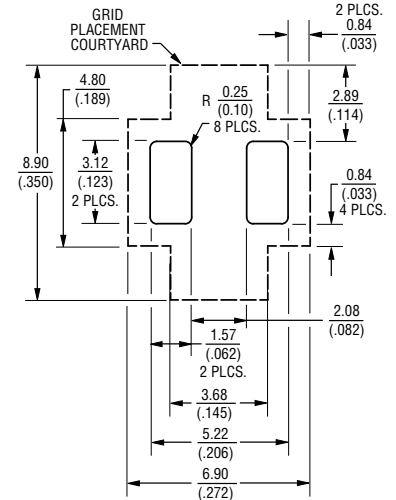 GRID
PLACEMENT
COURTYARD
2 PLCS.
0.84
(.033)
4.80
(.189)
R 0.25
(0.10)
8 PLCS.
2.89
(.114)
8.90
(.350)
3.12
(.123)
2 PLCS.
0.84
(.033)
4 PLCS.
2.08
(.082)
1.57
(.062)
2 PLCS.
3.68
(.145)
5.22
(.206)
6.90
(.272)